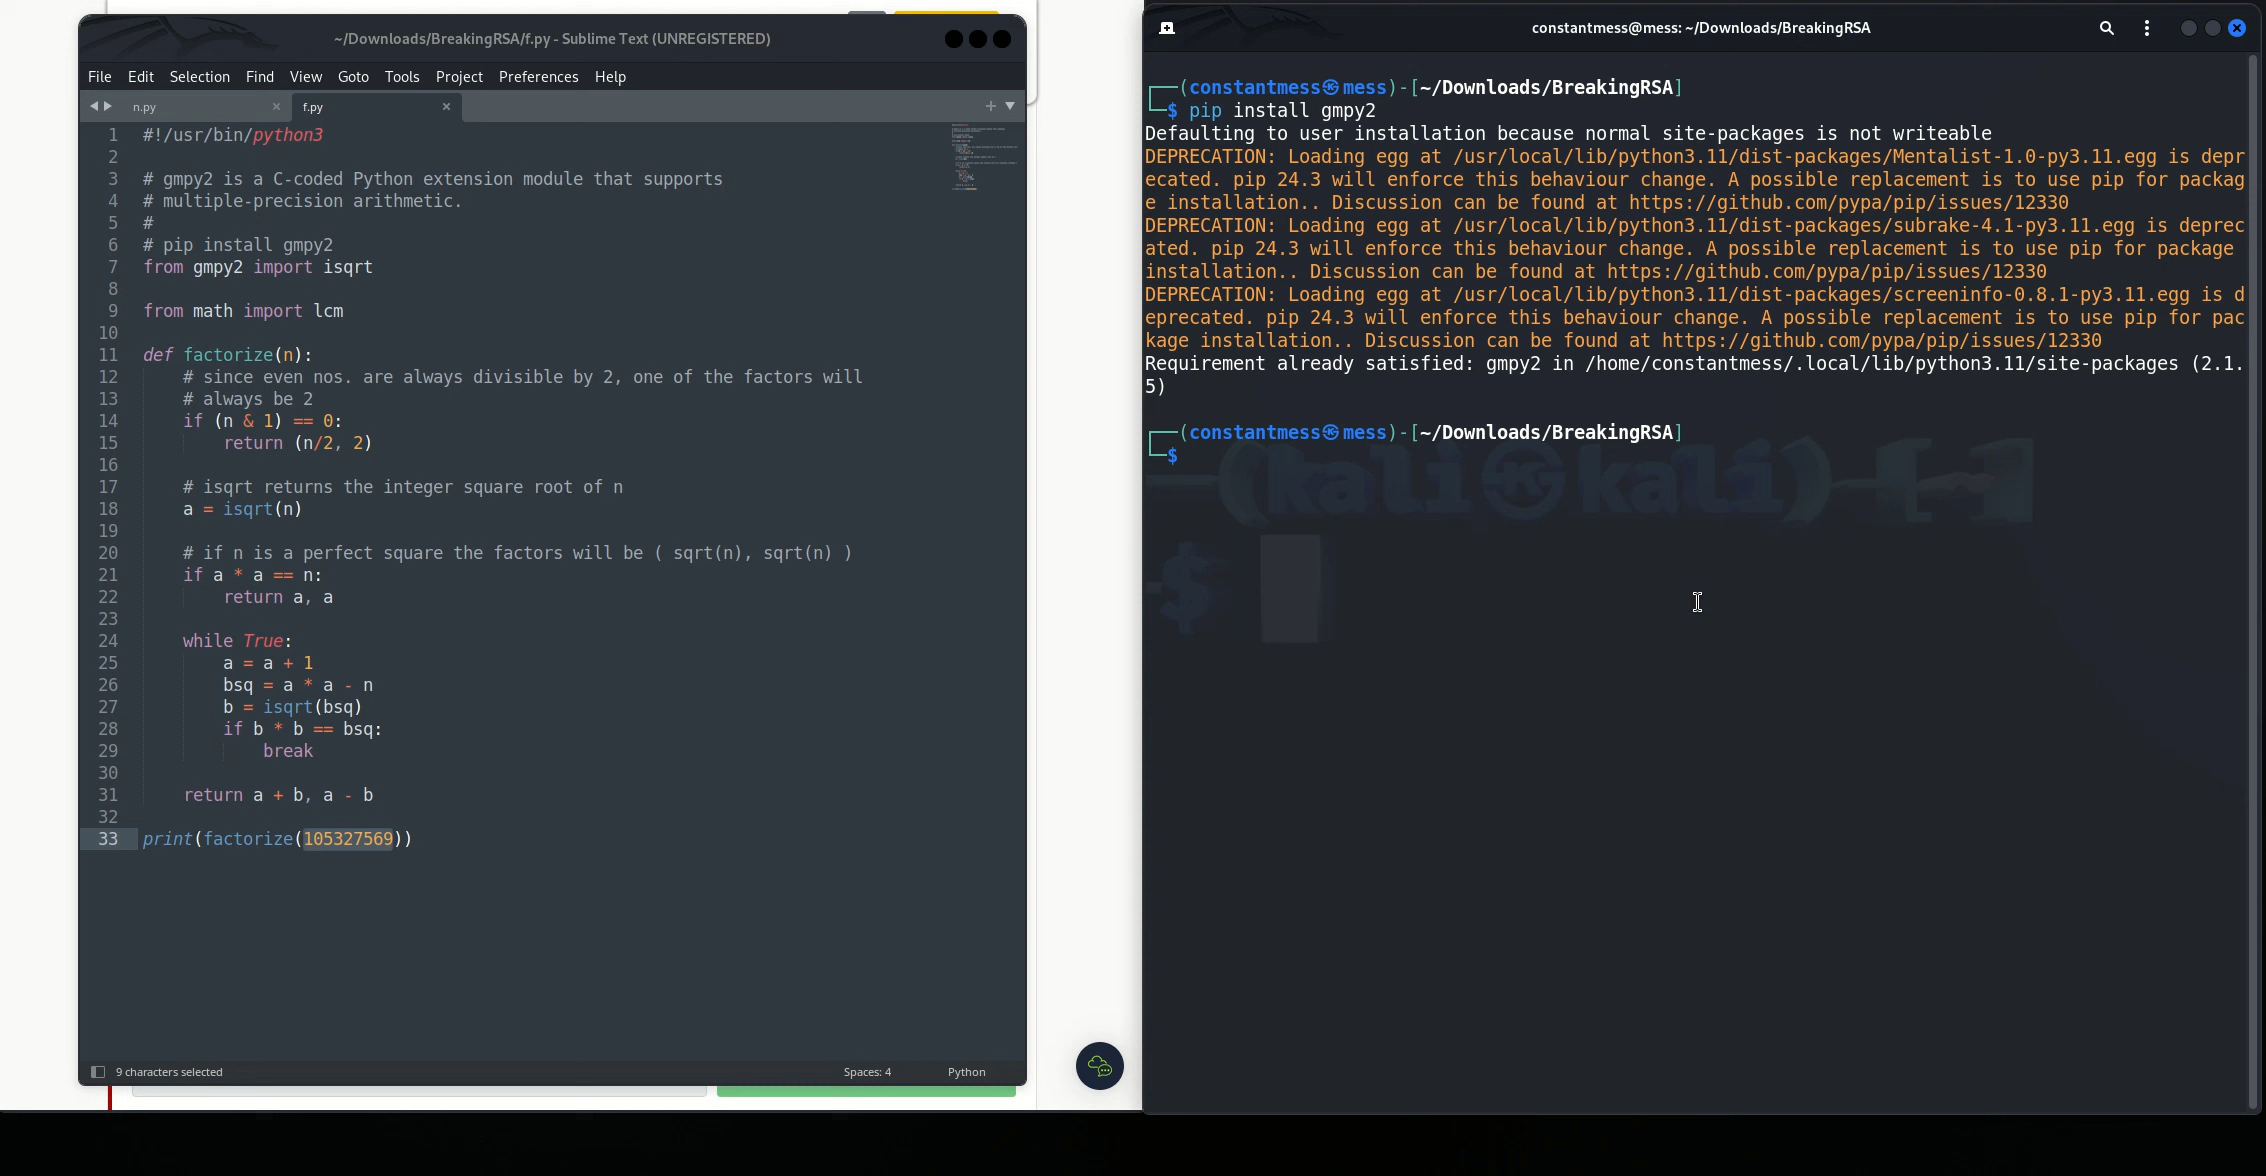 ~/Downloads/BreakingRSA/f.py - Sublime Text (UNREGISTERED)
File Edit Selection Find View Goto Tools Project Preferences Help
n.py
f.py
1 #!/usr/bin/python3
2
3 # gmpy2 is a C-coded Python extension module that supports
4 # multiple-precision arithmetic.
5 #
6 # pip install gmpy2
7 from gmpy2 import isqrt
8
9 from math import lcm
10
11 def factorize(n):
12     # since even nos. are always divisible by 2, one of the factors will
13     # always be 2
14     if (n & 1) == 0:
15         return (n/2, 2)
16
17     # isqrt returns the integer square root of n
18     a = isqrt(n)
19
20     # if n is a perfect square the factors will be ( sqrt(n), sqrt(n) )
21     if a * a == n:
22         return a, a
23
24     while True:
25         a = a + 1
26         bsq = a * a - n
27         b = isqrt(bsq)
28         if b * b == bsq:
29             break
30
31     return a + b, a - b
32
33 print(factorize(105327569))
9 characters selected
Spaces: 4
Python
constantmess@mess: ~/Downloads/BreakingRSA
(constantmess㉿mess)-[~/Downloads/BreakingRSA]
$ pip install gmpy2
Defaulting to user installation because normal site-packages is not writeable
DEPRECATION: Loading egg at /usr/local/lib/python3.11/dist-packages/Mentalist-1.0-py3.11.egg is depr
ecated. pip 24.3 will enforce this behaviour change. A possible replacement is to use pip for packag
e installation.. Discussion can be found at https://github.com/pypa/pip/issues/12330
DEPRECATION: Loading egg at /usr/local/lib/python3.11/dist-packages/subrake-4.1-py3.11.egg is deprec
ated. pip 24.3 will enforce this behaviour change. A possible replacement is to use pip for package 
installation.. Discussion can be found at https://github.com/pypa/pip/issues/12330
DEPRECATION: Loading egg at /usr/local/lib/python3.11/dist-packages/screeninfo-0.8.1-py3.11.egg is d
eprecated. pip 24.3 will enforce this behaviour change. A possible replacement is to use pip for pac
kage installation.. Discussion can be found at https://github.com/pypa/pip/issues/12330
Requirement already satisfied: gmpy2 in /home/constantmess/.local/lib/python3.11/site-packages (2.1.
5)
(constantmess㉿mess)-[~/Downloads/BreakingRSA]
$
(kali㉿kali)-[~]
-$